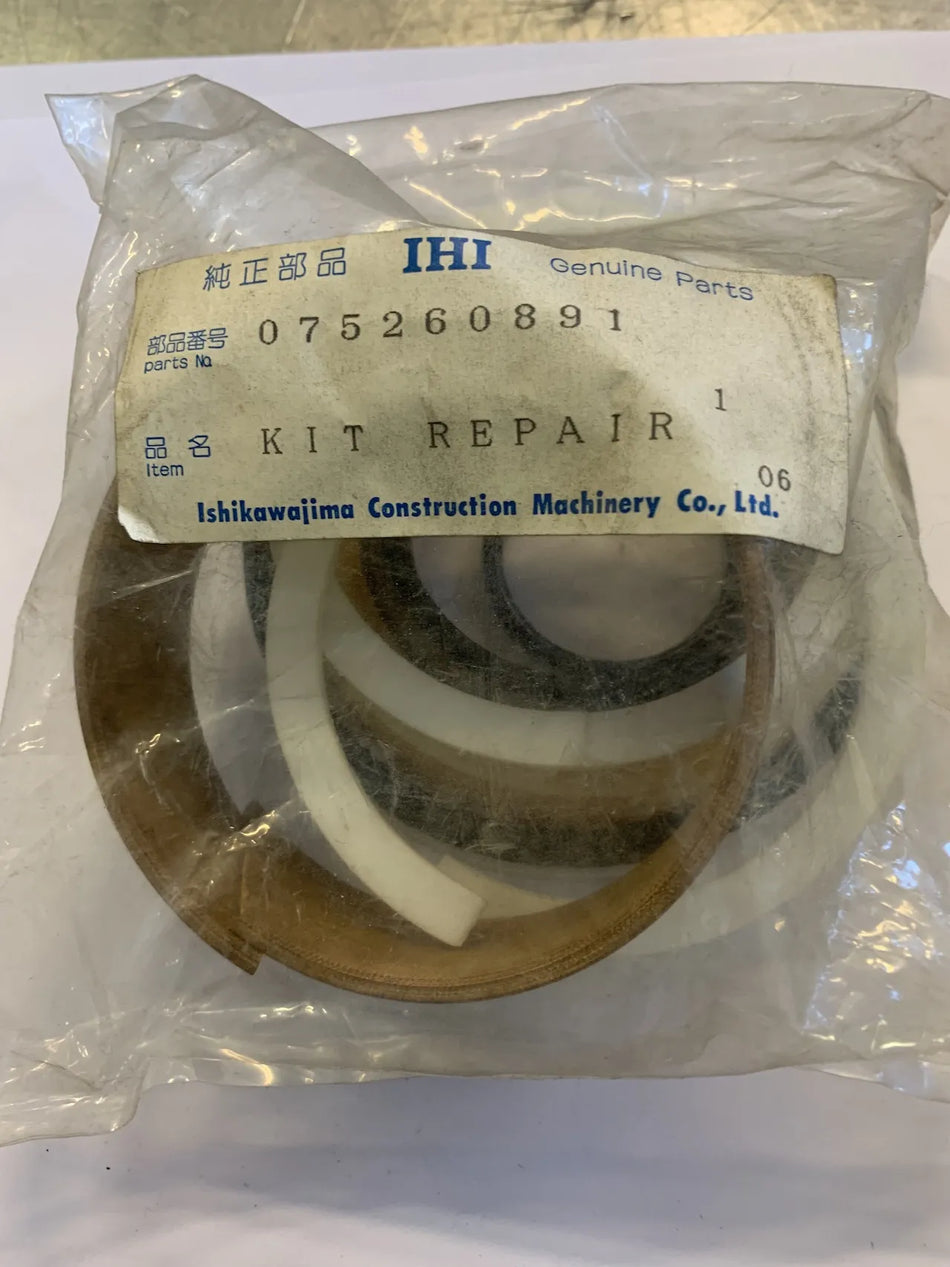 純正部品 IHI Genuine Parts
部品番号 075260891
parts No.
1
品名 KIT REPAIR
Item
06
Ishikawajima Construction Machinery Co., Ltd.